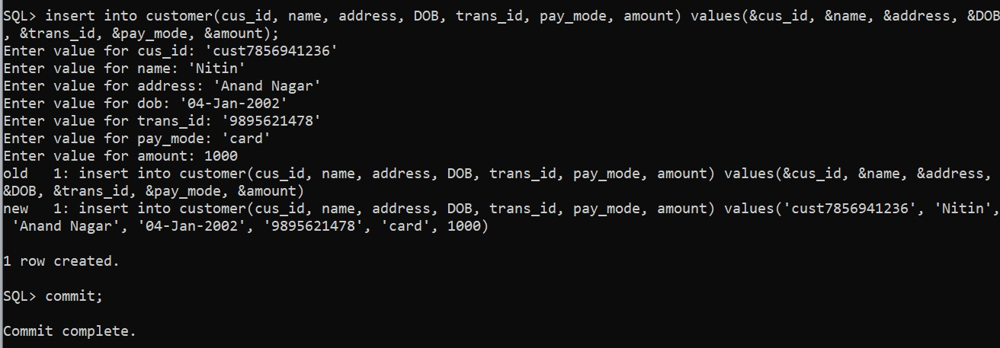 SQL> insert into customer(cus_id, name, address, DOB, trans_id, pay_mode, amount) values(&cus_id, &name, &address, &DOB
, &trans_id, &pay_mode, &amount);
Enter value for cus_id: 'cust7856941236'
Enter value for name: 'Nitin'
Enter value for address: 'Anand Nagar'
Enter value for dob: '04-Jan-2002'
Enter value for trans_id: '9895621478'
Enter value for pay_mode: 'card'
Enter value for amount: 1000
old   1: insert into customer(cus_id, name, address, DOB, trans_id, pay_mode, amount) values(&cus_id, &name, &address,
&DOB, &trans_id, &pay_mode, &amount)
new   1: insert into customer(cus_id, name, address, DOB, trans_id, pay_mode, amount) values('cust7856941236', 'Nitin',
 'Anand Nagar', '04-Jan-2002', '9895621478', 'card', 1000)
1 row created.
SQL> commit;
Commit complete.